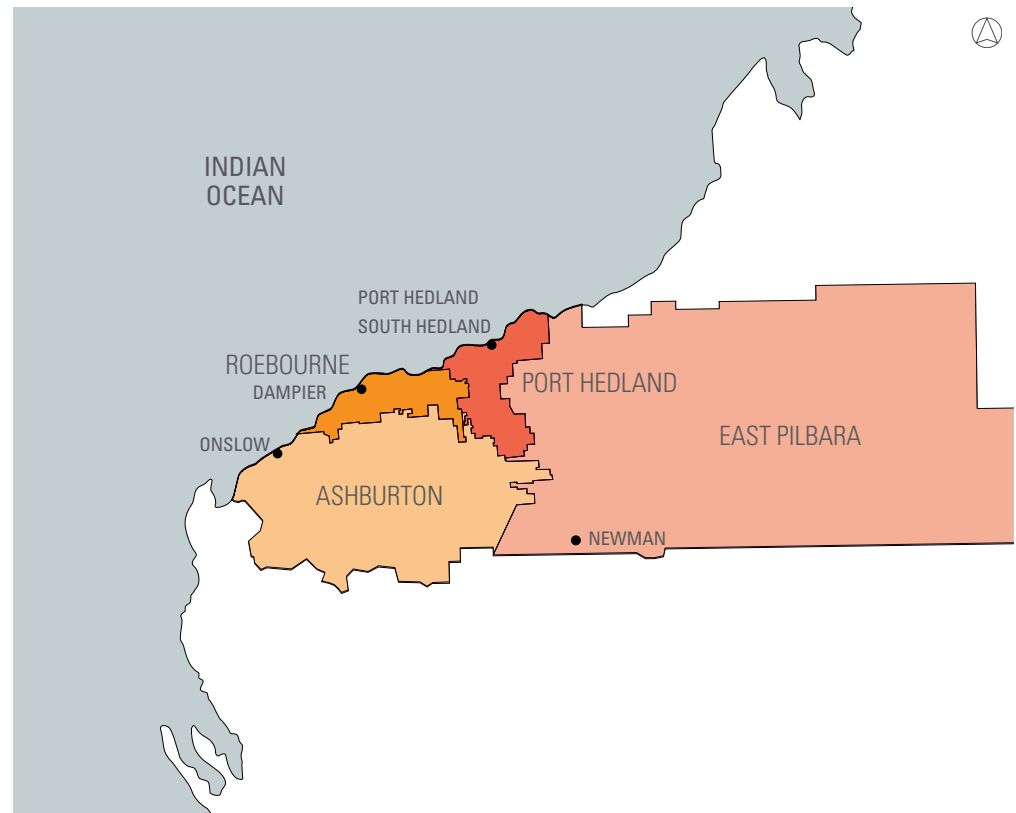 INDIAN
OCEAN
PORT HEDLAND
SOUTH HEDLAND
ROEBOURNE
DAMPIER
PORT HEDLAND
EAST PILBARA
ONSLOW
ASHBURTON
NEWMAN